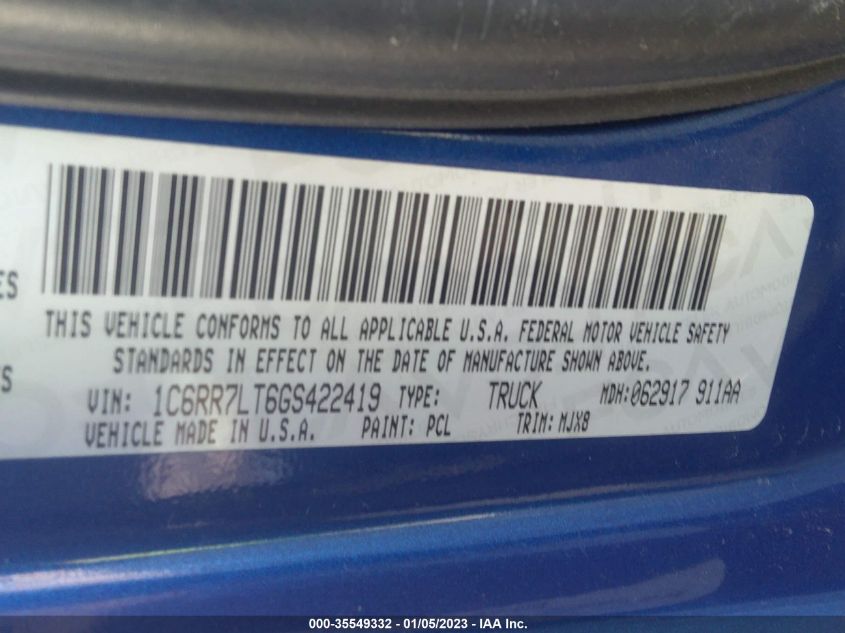 ES
THIS VEHICLE CONFORMS TO ALL APPLICABLE U.S.A. FEDERAL MOTOR VEHICLE SAFETY
STANDARDS IN EFFECT ON THE DATE OF MANUFACTURE SHOWN ABOVE.
S
VIN: 1C6RR7LT6GS422419 TYPE: TRUCK MDH:062917 911AA
VEHICLE MADE IN U.S.A. PAINT: PCL TRIM: MJX8
000-35549332 - 01/05/2023 - IAA Inc.